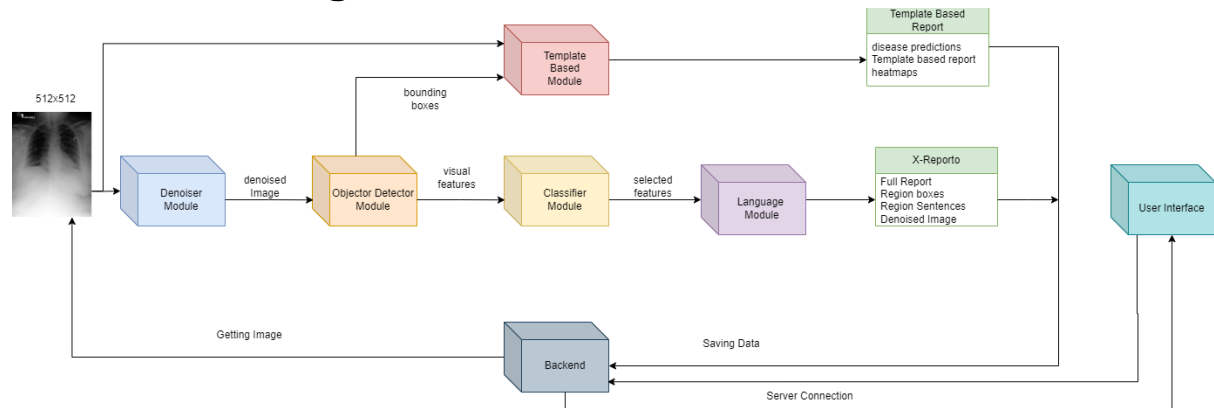 Template Based
Report
disease predictions
Template based report
heatmaps
Template
Based
Module
bounding
boxes
512x512
Denoiser
Module
denoised
Image
Objector Detector
Module
visual
features
Classifier
Module
selected
features
Language
Module
X-Reporto
Full Report
Region boxes
Region Sentences
Denoised Image
User Interface
Getting Image
Backend
Saving Data
Server Connection